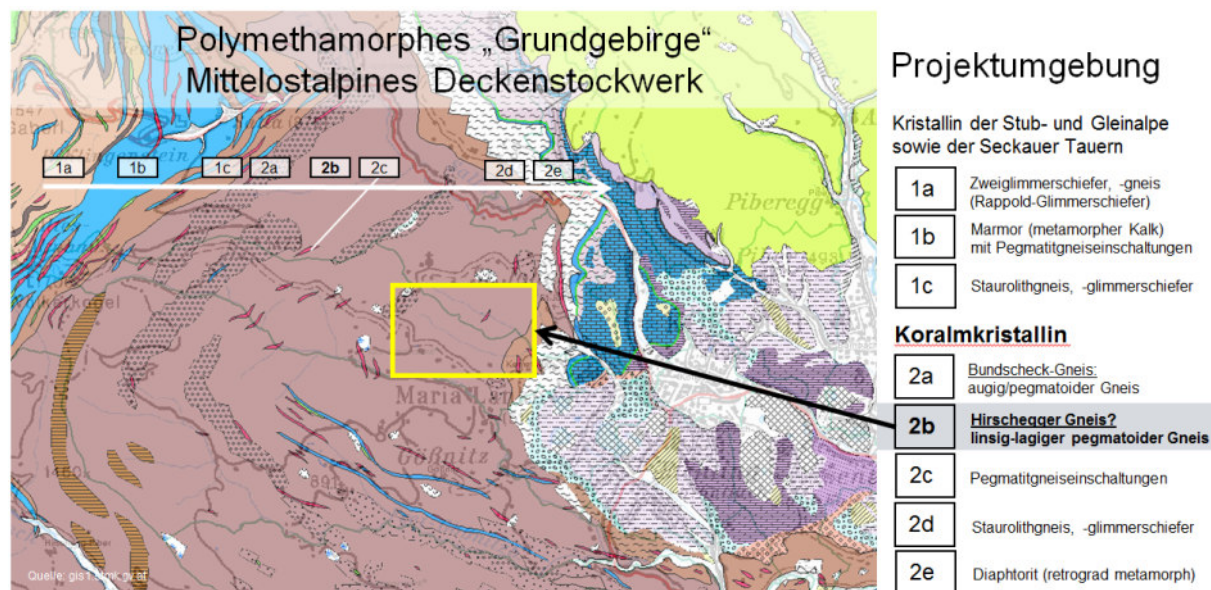 Polymethamorphes „Grundgebirge“
Mittelostalpines Deckenstockwerk
1a
1b
1c
2a
2b
2c
2d
2e
Piberegg
Maria Lan
Gößnitz
Quelle: gis1.stmk.gv.at
Projektumgebung
Kristallin der Stub- und Gleinalpe
sowie der Seckauer Tauern
1a Zweiglimmerschiefer, -gneis
(Rappold-Glimmerschiefer)
1b Marmor (metamorpher Kalk)
mit Pegmatitgneiseinschaltungen
1c Staurolithgneis, -glimmerschiefer
Koralmkristallin
2a Bundscheck-Gneis:
augig/pegmatoider Gneis
2b Hirschegger Gneis?
linsig-lagiger pegmatoider Gneis
2c Pegmatitgneiseinschaltungen
2d Staurolithgneis, -glimmerschiefer
2e Diaphtorit (retrograd metamorph)